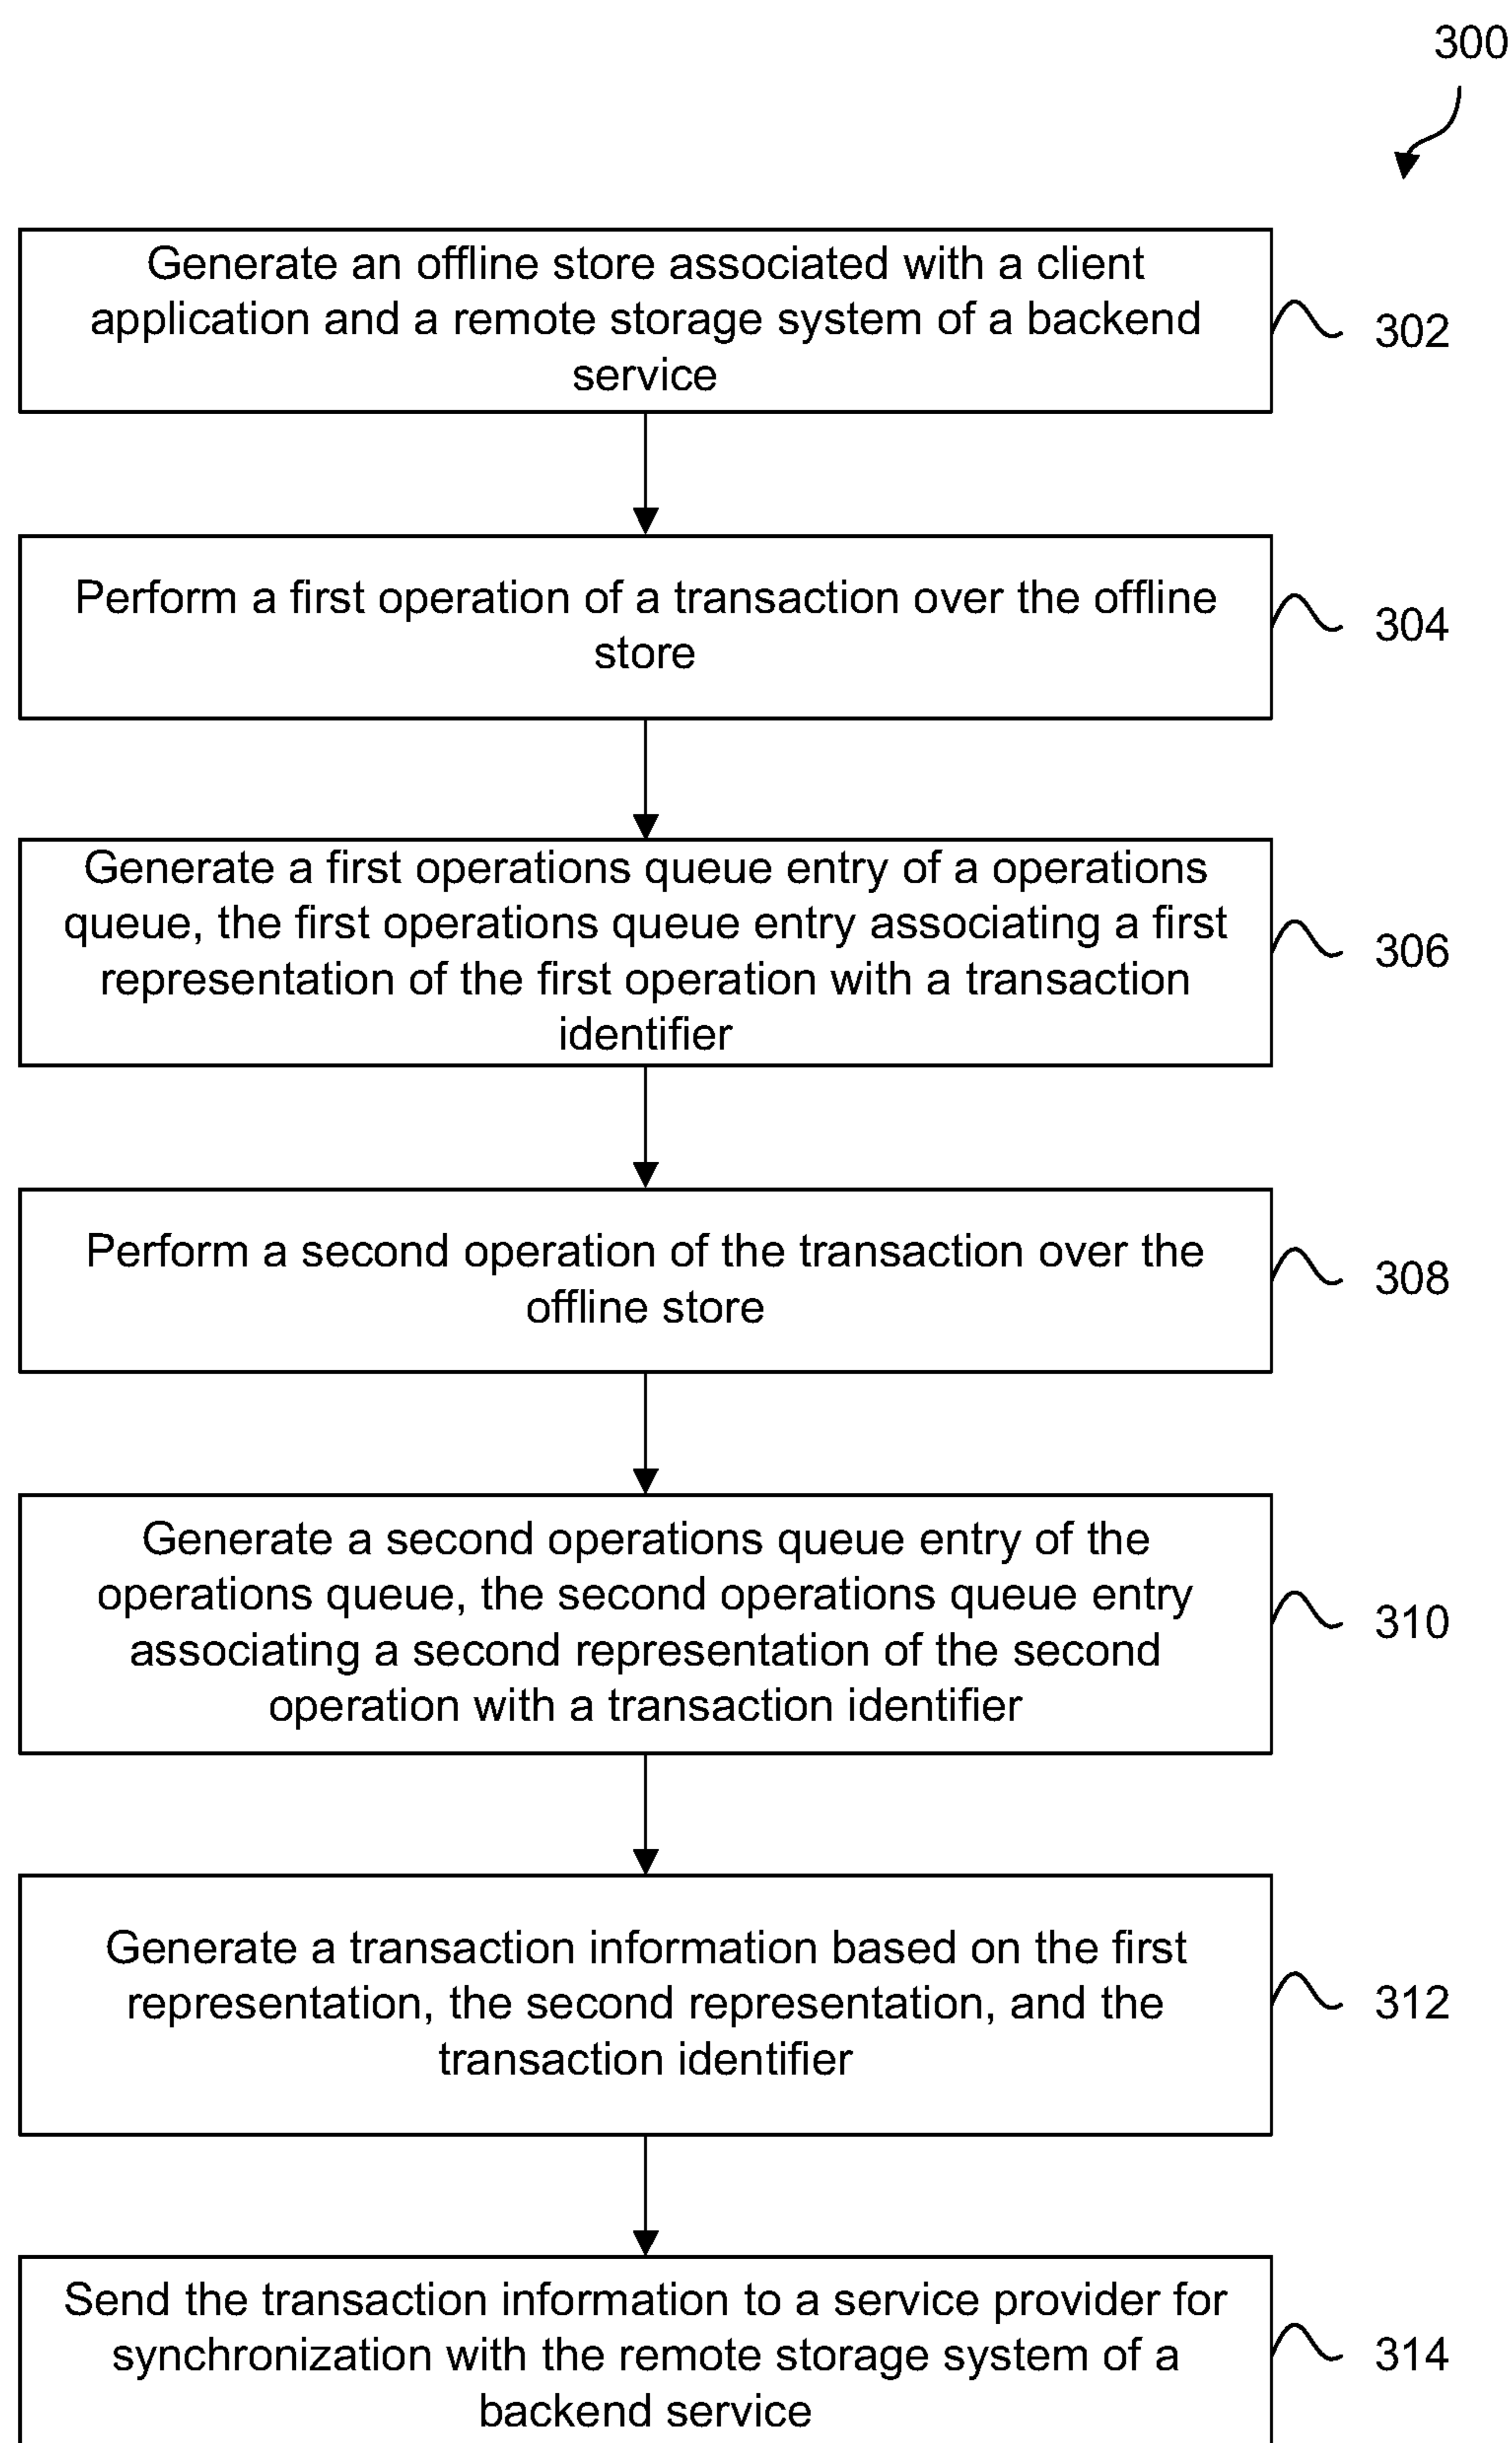 300
Generate an offline store associated with a client
application and a remote storage system of a backend
service
302
Perform a first operation of a transaction over the offline
store
304
Generate a first operations queue entry of a operations
queue, the first operations queue entry associating a first
representation of the first operation with a transaction
identifier
306
Perform a second operation of the transaction over the
offline store
308
Generate a second operations queue entry of the
operations queue, the second operations queue entry
associating a second representation of the second
operation with a transaction identifier
310
Generate a transaction information based on the first
representation, the second representation, and the
transaction identifier
312
Send the transaction information to a service provider for
synchronization with the remote storage system of a
backend service
314